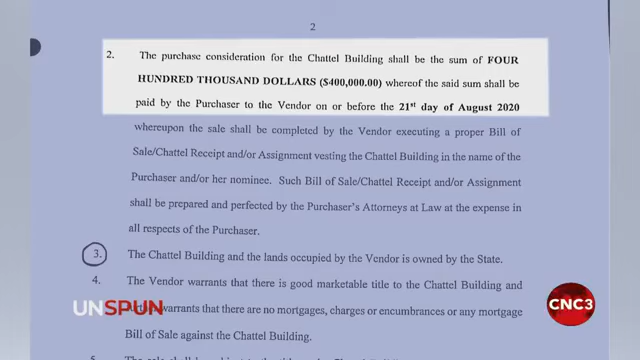 2
2. The purchase consideration for the Chattel Building shall be the sum of FOUR
HUNDRED THOUSAND DOLLARS ($400,000.00) whereof the said sum shall be
paid by the Purchaser to the Vendor on or before the 21st day of August 2020
whereupon the sale shall be completed by the Vendor executing a proper Bill of
Sale/Chattel Receipt and/or Assignment vesting the Chattel Building in the name of the
Purchaser and/or her nominee. Such Bill of Sale/Chattel Receipt and/or Assignment
shall be prepared and perfected by the Purchaser's Attorneys at Law at the expense in
all respects of the Purchaser.
3. The Chattel Building and the lands occupied by the Vendor is owned by the State.
4. The Vendor warrants that there is good marketable title to the Chattel Building and
warrants that there are no mortgages, charges or encumbrances or any mortgage
Bill of Sale against the Chattel Building.
UNSPUN
CNC3